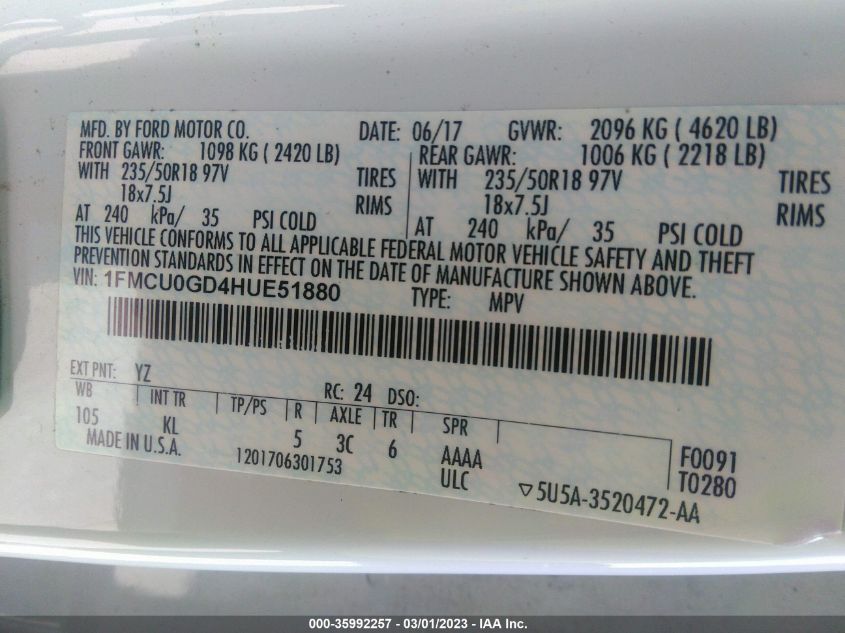 MFD. BY FORD MOTOR CO. DATE: 06/17 GVWR: 2096 KG ( 4620 LB)
FRONT GAWR: 1098 KG ( 2420 LB) REAR GAWR: 1006 KG ( 2218 LB)
WITH 235/50R18 97V TIRES WITH 235/50R18 97V TIRES
18x7.5J RIMS 18x7.5J RIMS
AT 240 kPa/ 35 PSI COLD AT 240 kPa/ 35 PSI COLD
THIS VEHICLE CONFORMS TO ALL APPLICABLE FEDERAL MOTOR VEHICLE SAFETY AND THEFT
PREVENTION STANDARDS IN EFFECT ON THE DATE OF MANUFACTURE SHOWN ABOVE.
VIN: 1FMCU0GD4HUE51880 TYPE: MPV
EXT PNT: YZ RC: 24 DSO:
WB INT TR TP/PS R AXLE TR SPR
105 KL 5 3C 6 AAAA F0091
MADE IN U.S.A. 1201706301753 ULC T0280
▽5U5A-3520472-AA
000-35992257 - 03/01/2023 - IAA Inc.